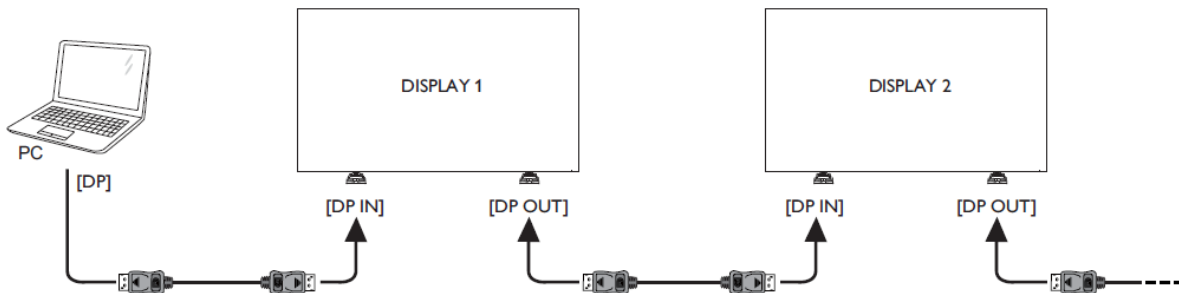 DISPLAY 1
DISPLAY 2
PC
[DP]
[DP IN]
[DP OUT]
[DP IN]
[DP OUT]